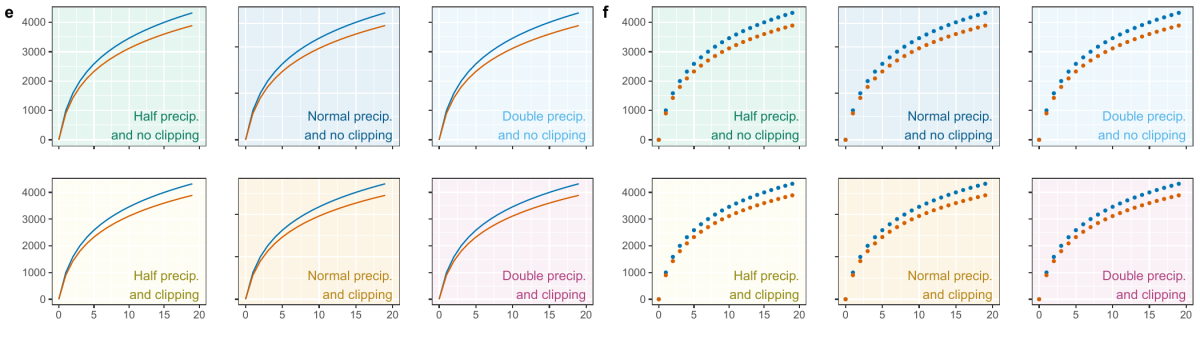 e
f
4000
3000
2000
1000
0
Half precip.
and no clipping
Normal precip.
and no clipping
Double precip.
and no clipping
4000
3000
2000
1000
0
Half precip.
and no clipping
Normal precip.
and no clipping
Double precip.
and no clipping
4000
3000
2000
1000
0
Half precip.
and clipping
Normal precip.
and clipping
Double precip.
and clipping
0 5 10 15 20 0 5 10 15 20 0 5 10 15 20
4000
3000
2000
1000
0
Half precip.
and clipping
Normal precip.
and clipping
Double precip.
and clipping
0 5 10 15 20 0 5 10 15 20 0 5 10 15 20